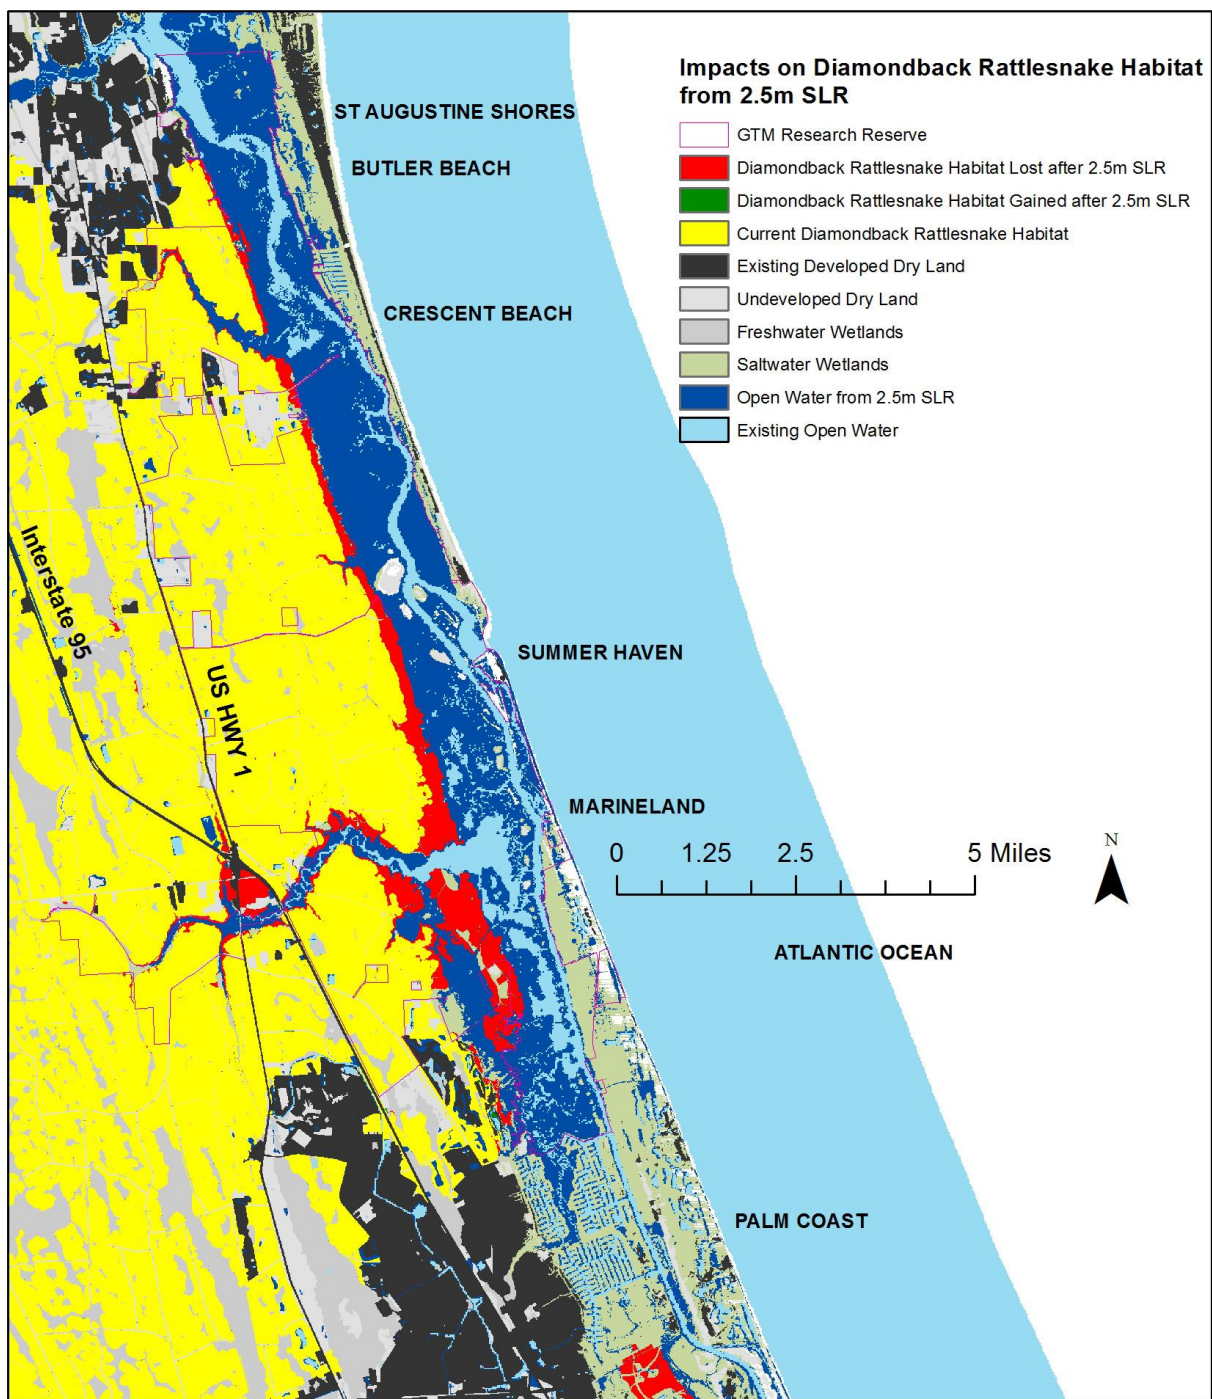 Impacts on Diamondback Rattlesnake Habitat
from 2.5m SLR
GTM Research Reserve
Diamondback Rattlesnake Habitat Lost after 2.5m SLR
Diamondback Rattlesnake Habitat Gained after 2.5m SLR
Current Diamondback Rattlesnake Habitat
Existing Developed Dry Land
Undeveloped Dry Land
Freshwater Wetlands
Saltwater Wetlands
Open Water from 2.5m SLR
Existing Open Water
ST AUGUSTINE SHORES
BUTLER BEACH
CRESCENT BEACH
Interstate 95
US HWY 1
SUMMER HAVEN
MARINELAND
0 1.25 2.5 5 Miles
N
ATLANTIC OCEAN
PALM COAST